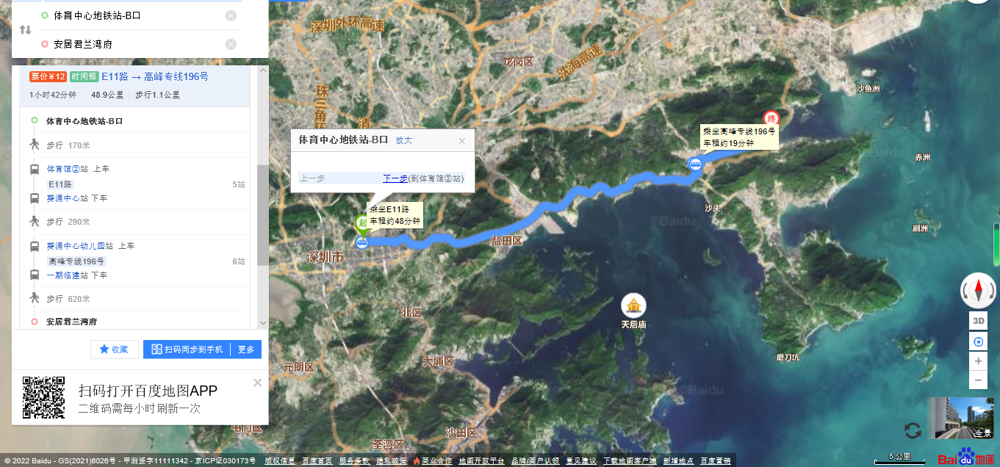 体育中心地铁站-B口
安居君兰湾府
票价¥12 时间短 E11路 → 高峰专线196号
1小时42分钟 48.9公里 步行1.1公里
体育中心地铁站-B口
步行 170米
体育馆②站 上车
E11路 5站
葵涌中心站 下车
步行 290米
葵涌中心幼儿园站 上车
高峰专线196号 6站
一期临建站 下车
步行 620米
安居君兰湾府
收藏 扫码同步到手机 更多
扫码打开百度地图APP
二维码需每小时刷新一次
深圳外环高速
龙岗区
沈海高速
沙鱼洲
珠三角环
清
体育中心地铁站-B口 放大
上一步 下一步(到体育馆②站)
终
乘坐高峰专线196号
车程约19分钟
赤洲
起
乘坐E11路
车程约48分钟
沙头
Baidu
刷洲
盐田区
深圳市
天后庙
北区
元朗区
大埔区
磨刀坑
Baidu
3D
屯门区
沙田区
荃湾区
全景
5 公里
Bai du 地图
© 2022 Baidu - GS(2021)6026号 - 甲测资字11111342 - 京ICP证030173号 版权信息 百度首页 服务条款 隐私政策 商业合作 地图开放平台 品牌/商户认领 意见建议 下载地图客户端 新增地点 百度营销